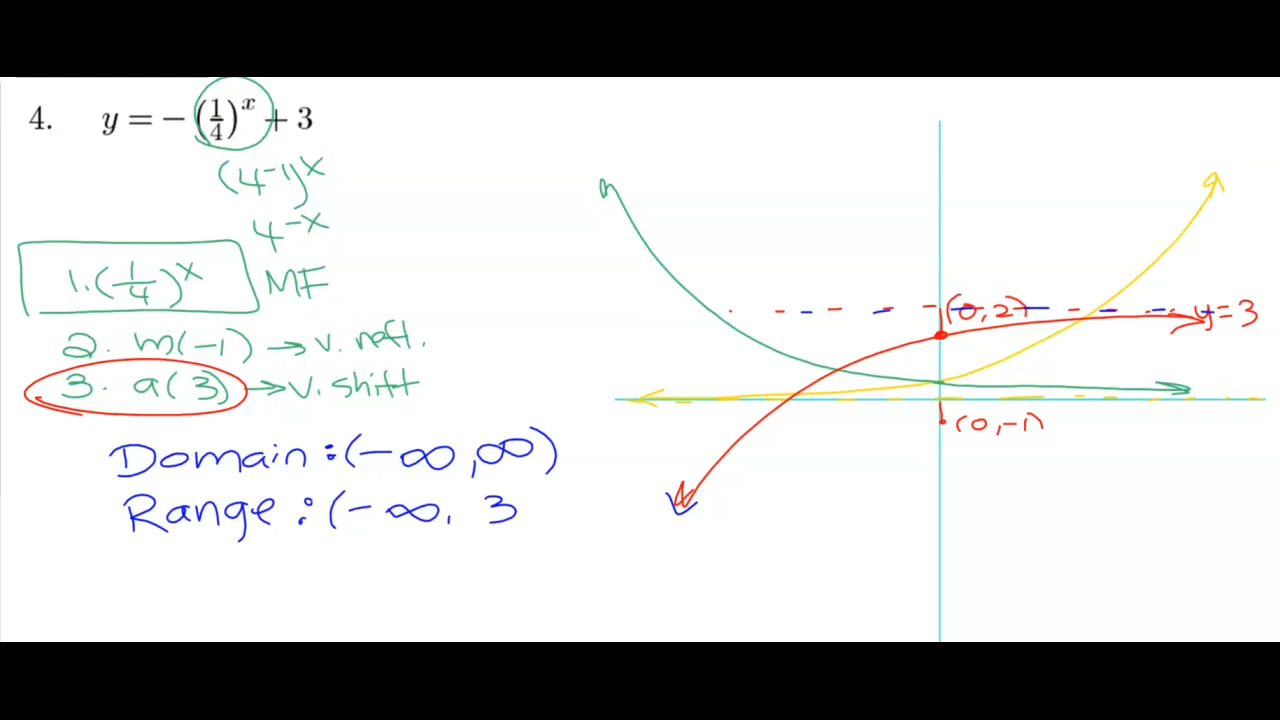 4. y = − (1/4)^x + 3
(4^-1)^x
4^-x
1. (1/4)^x MF
2. m(-1) → v. refl.
3. a(3) → v. shift
Domain : (-∞, ∞)
Range : (-∞, 3
(0, 2)
y = 3
(0, -1)